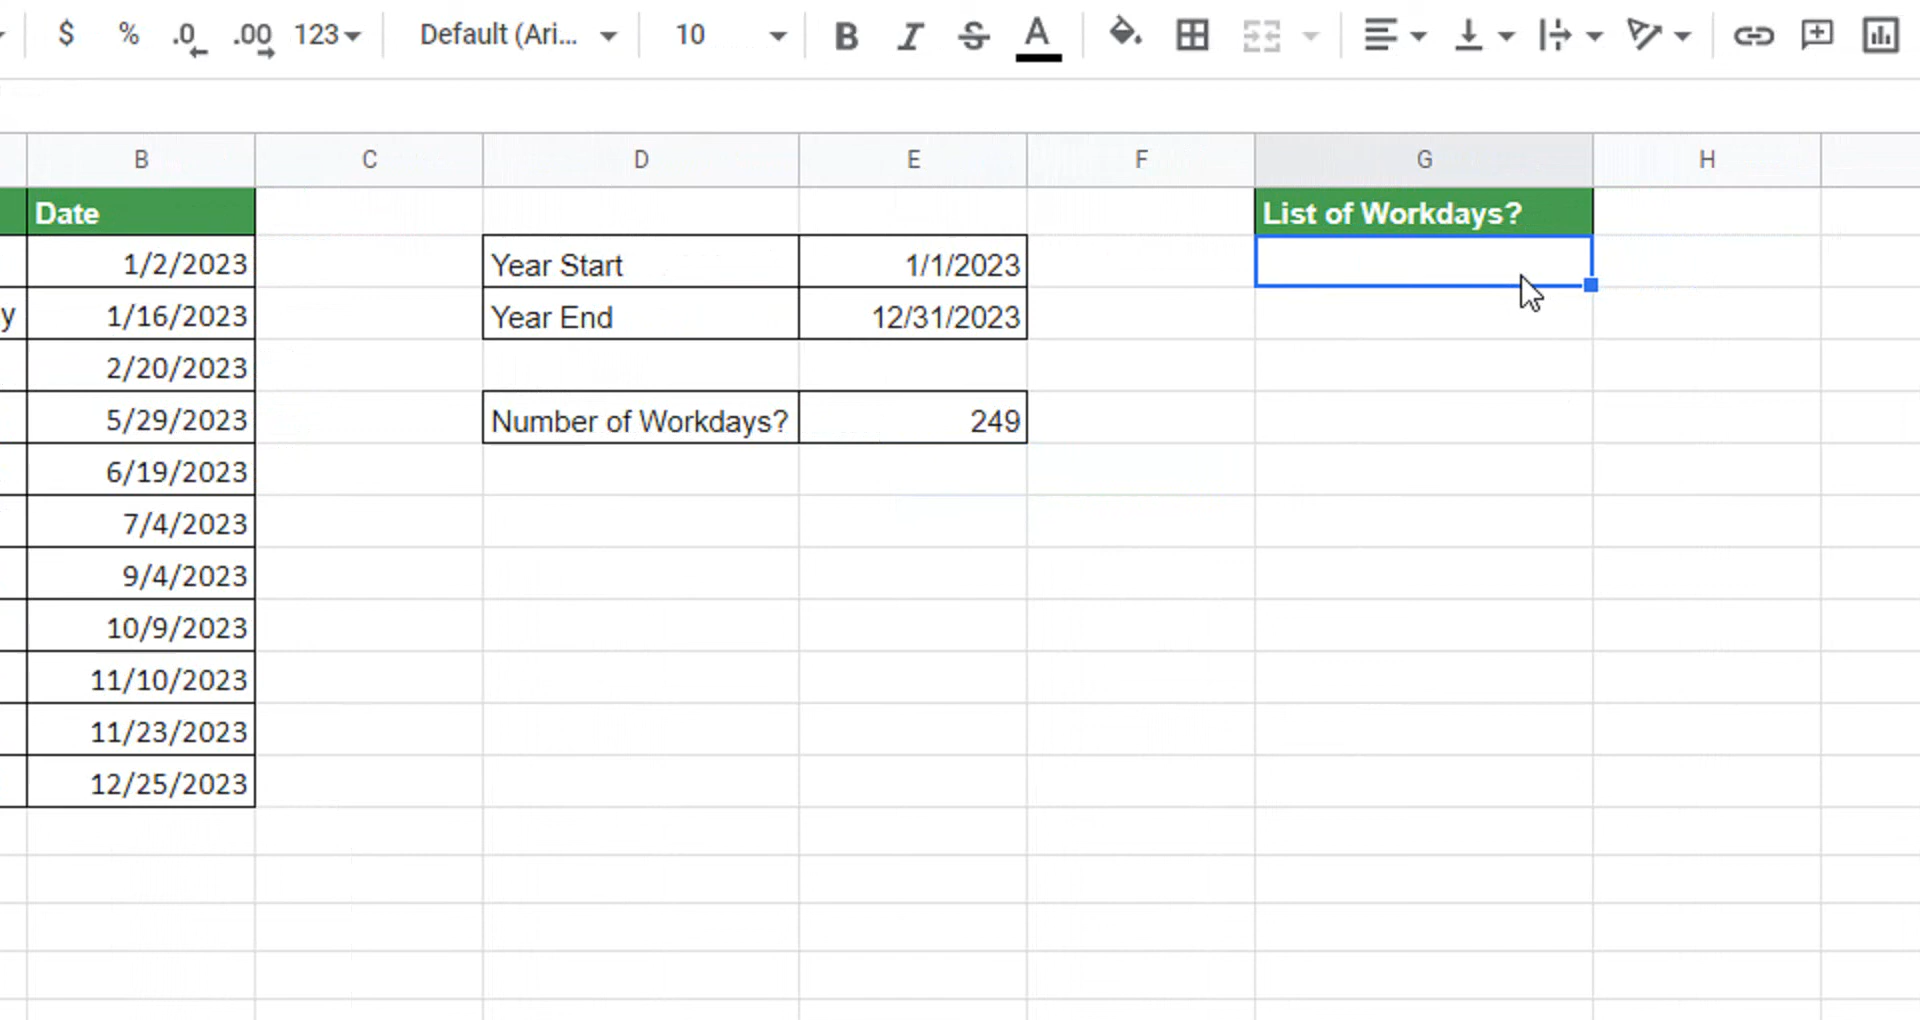 $ % .0 .00 123 Default (Ari... 10 B I S A
B C D E F G H
Date List of Workdays?
1/2/2023 Year Start 1/1/2023
y 1/16/2023 Year End 12/31/2023
2/20/2023
5/29/2023 Number of Workdays? 249
6/19/2023
7/4/2023
9/4/2023
10/9/2023
11/10/2023
11/23/2023
12/25/2023